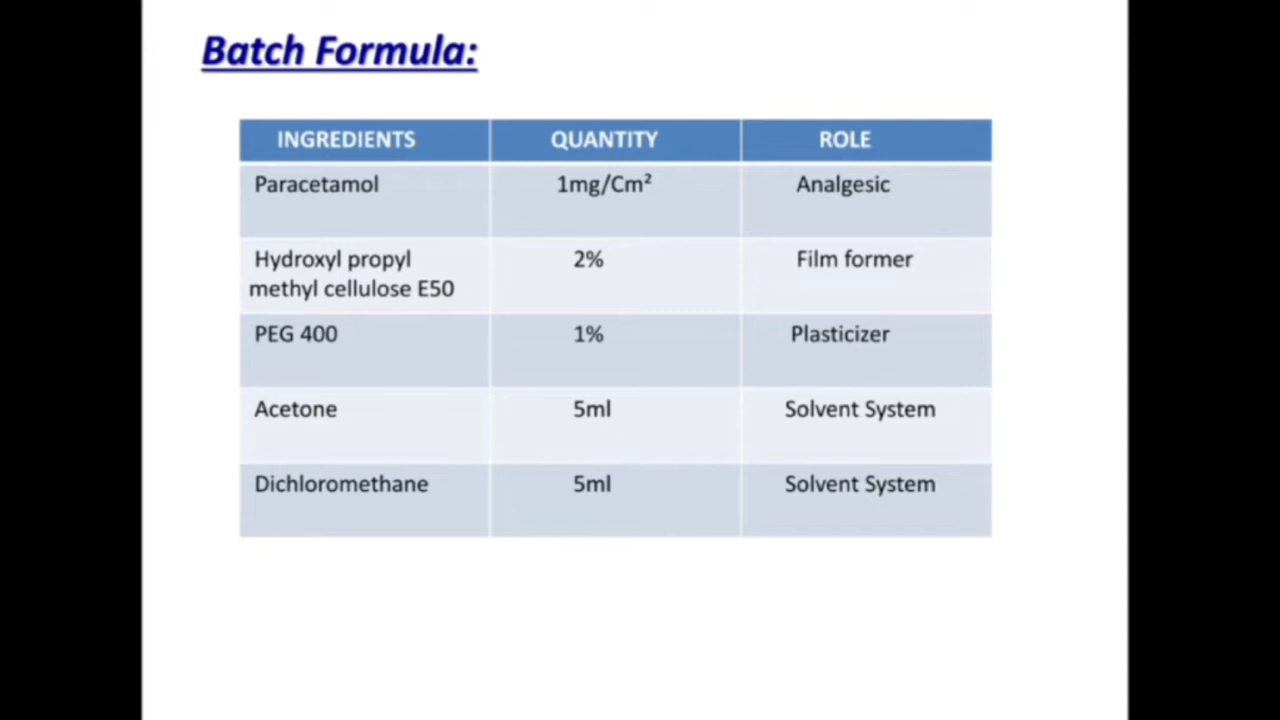 Batch Formula:
INGREDIENTS QUANTITY ROLE
Paracetamol 1mg/Cm² Analgesic
Hydroxyl propyl 2% Film former
methyl cellulose E50
PEG 400 1% Plasticizer
Acetone 5ml Solvent System
Dichloromethane 5ml Solvent System